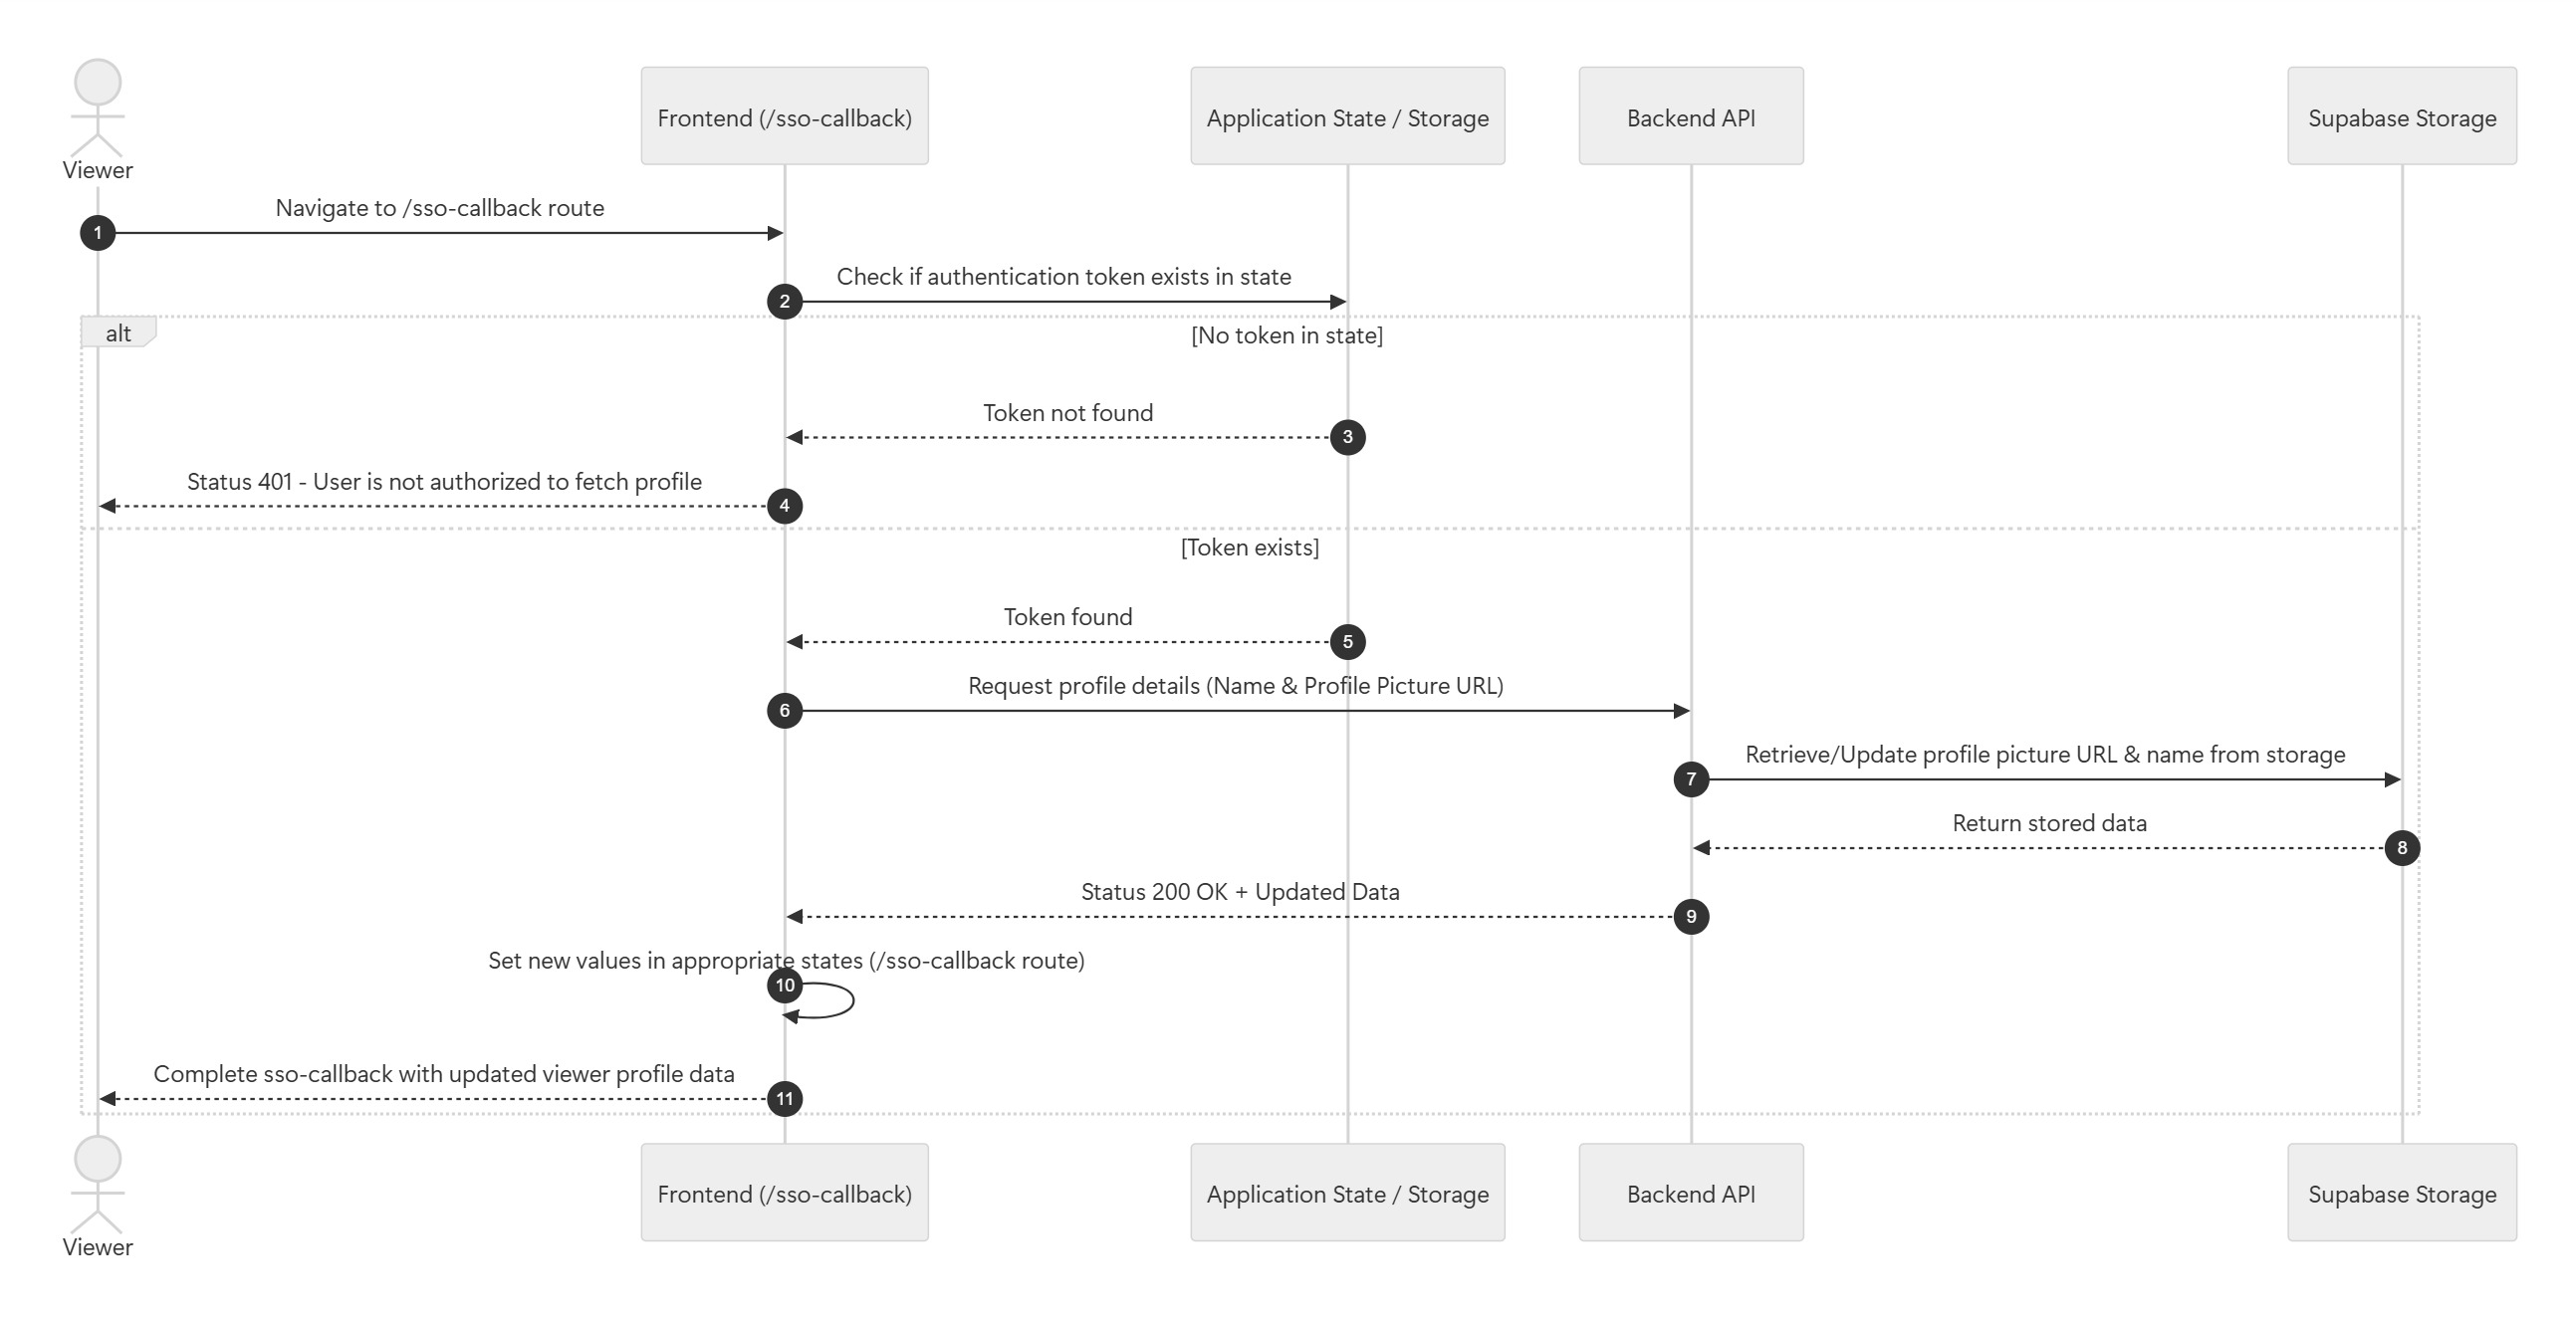 Viewer
Frontend (/sso-callback)
Application State / Storage
Backend API
Supabase Storage
Navigate to /sso-callback route
1
Check if authentication token exists in state
2
alt
[No token in state]
Token not found
3
Status 401 - User is not authorized to fetch profile
4
[Token exists]
Token found
5
Request profile details (Name & Profile Picture URL)
6
Retrieve/Update profile picture URL & name from storage
7
Return stored data
8
Status 200 OK + Updated Data
9
Set new values in appropriate states (/sso-callback route)
10
Complete sso-callback with updated viewer profile data
11
Viewer
Frontend (/sso-callback)
Application State / Storage
Backend API
Supabase Storage